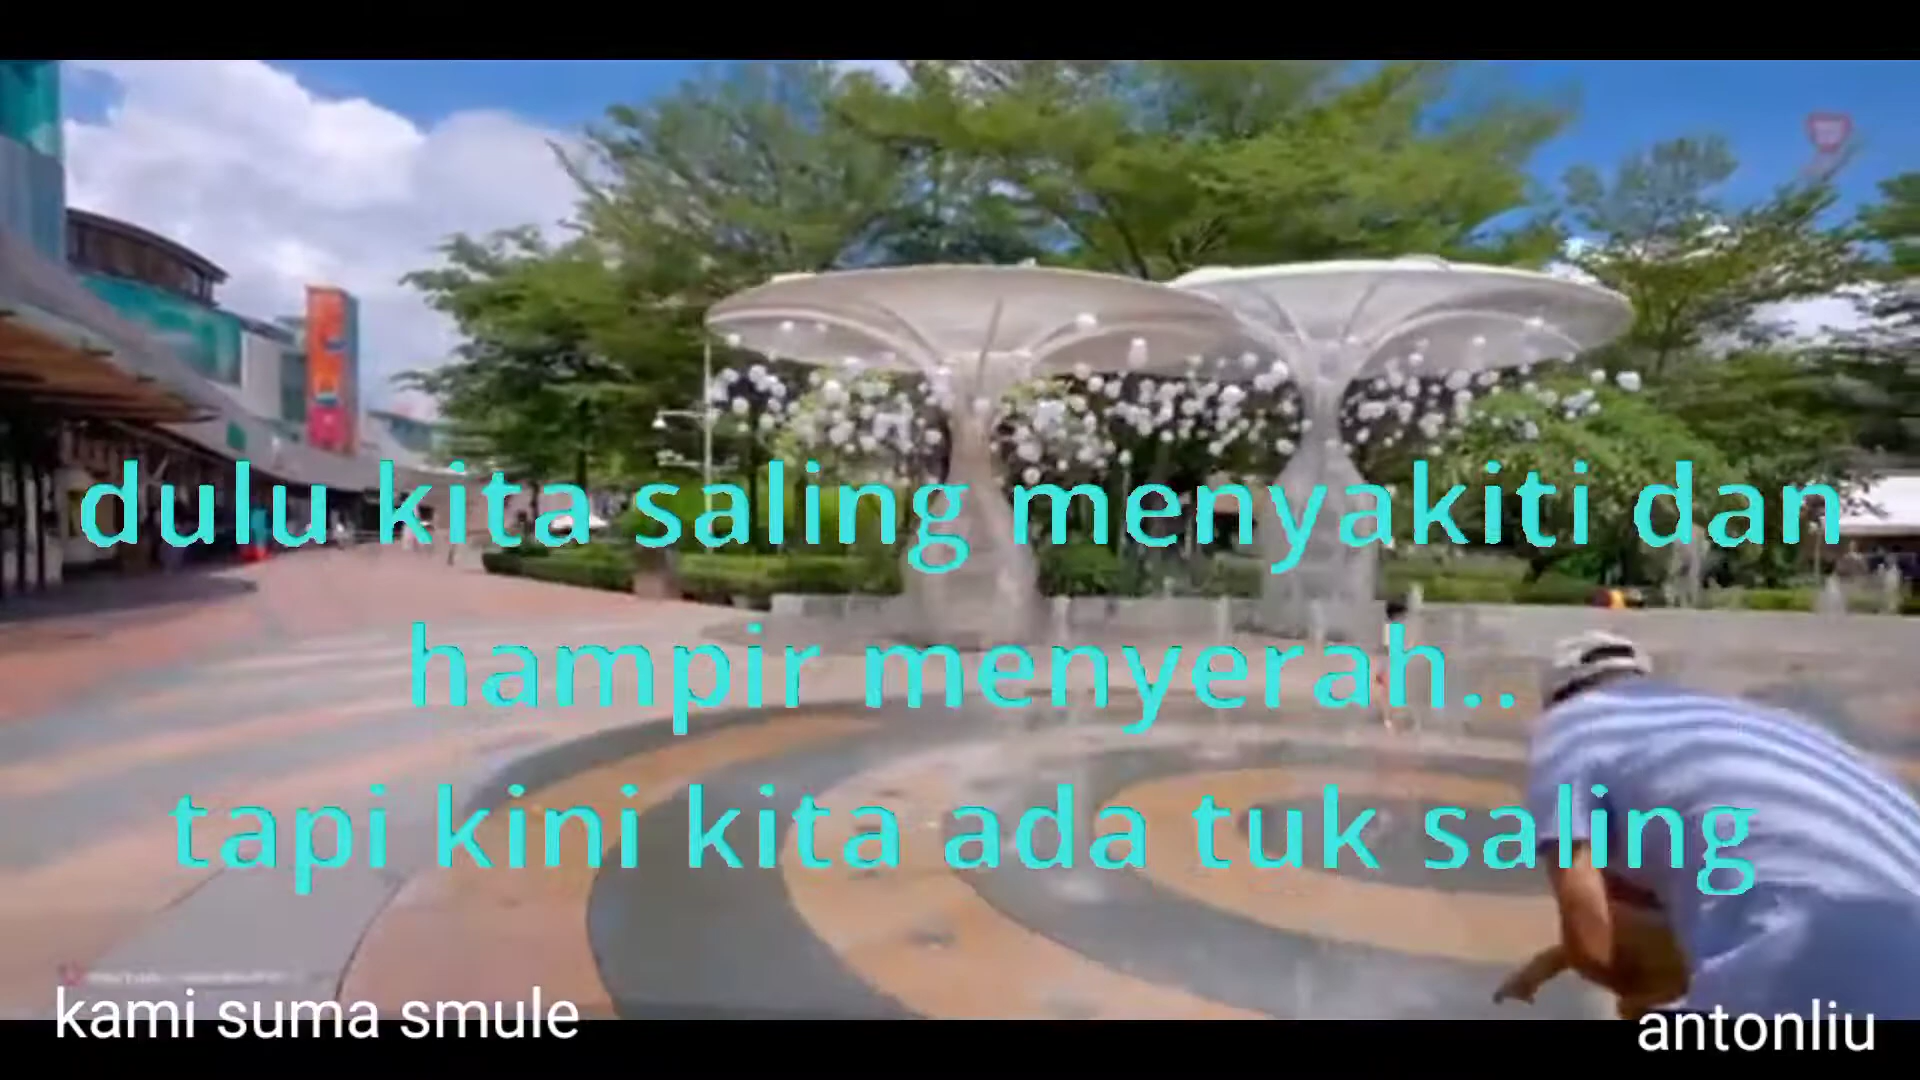 dulu kita saling menyakiti dan
hampir menyerah..
tapi kini kita ada tuk saling
kami suma smule
antonliu